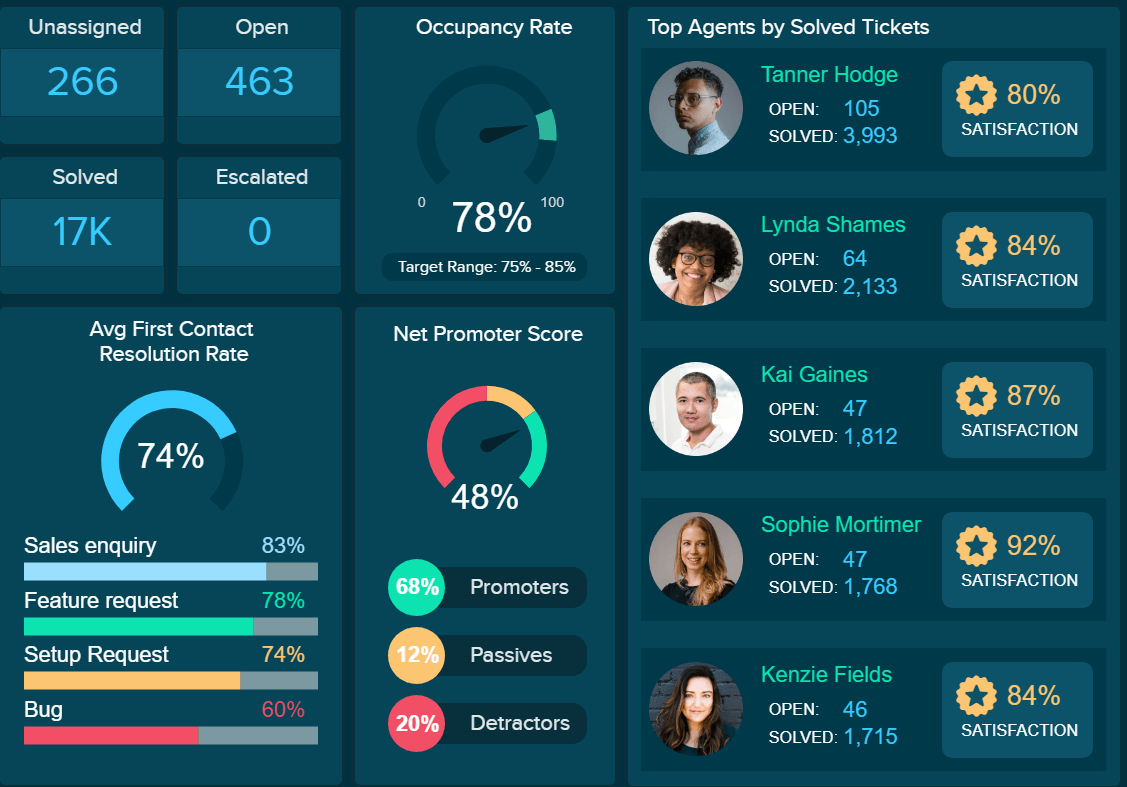 Unassigned
266
Open
463
Solved
17K
Escalated
0
Occupancy Rate
0
100
78%
Target Range: 75% - 85%
Avg First Contact
Resolution Rate
74%
Sales enquiry 83%
Feature request 78%
Setup Request 74%
Bug 60%
Net Promoter Score
48%
68% Promoters
12% Passives
20% Detractors
Top Agents by Solved Tickets
Tanner Hodge
OPEN: 105
SOLVED: 3,993
80%
SATISFACTION
Lynda Shames
OPEN: 64
SOLVED: 2,133
84%
SATISFACTION
Kai Gaines
OPEN: 47
SOLVED: 1,812
87%
SATISFACTION
Sophie Mortimer
OPEN: 47
SOLVED: 1,768
92%
SATISFACTION
Kenzie Fields
OPEN: 46
SOLVED: 1,715
84%
SATISFACTION